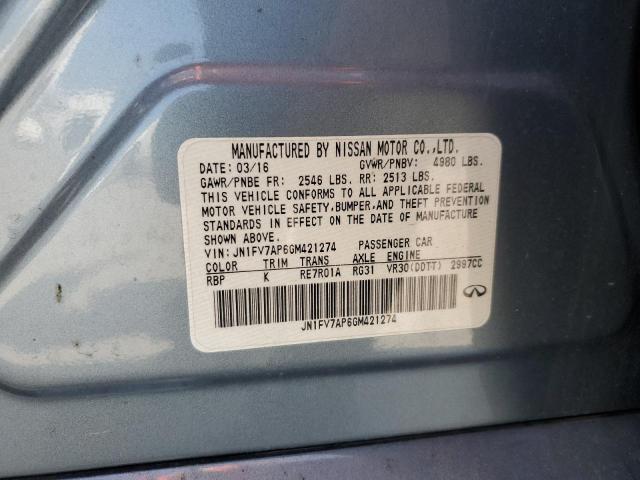 MANUFACTURED BY NISSAN MOTOR CO.,LTD.
DATE: 03/16 GVWR/PNBV: 4980 LBS.
GAWR/PNBE FR: 2546 LBS. RR: 2513 LBS.
THIS VEHICLE CONFORMS TO ALL APPLICABLE FEDERAL
MOTOR VEHICLE SAFETY,BUMPER,AND THEFT PREVENTION
STANDARDS IN EFFECT ON THE DATE OF MANUFACTURE
SHOWN ABOVE.
VIN: JN1FV7AP6GM421274 PASSENGER CAR
COLOR TRIM TRANS AXLE ENGINE
RBP K RE7R01A RG31 VR30(DDTT) 2997CC
JN1FV7AP6GM421274